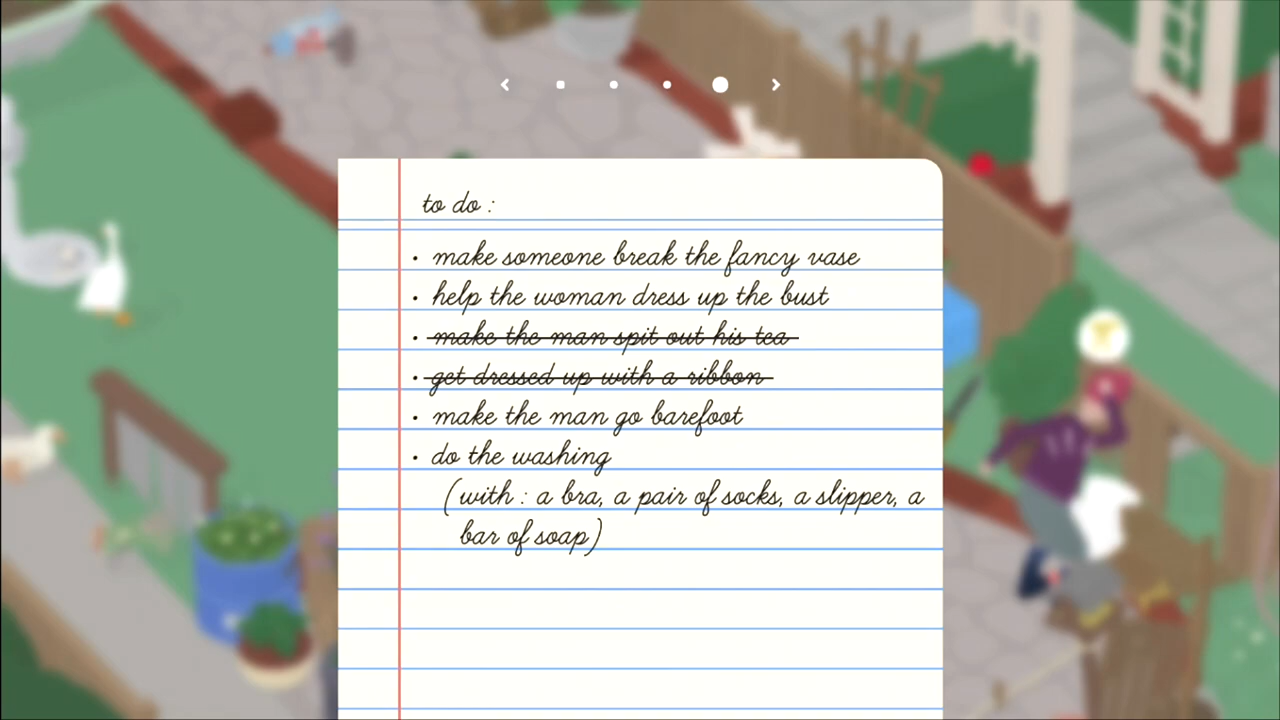 to do :
• make someone break the fancy vase
• help the woman dress up the bust
• make the man spit out his tea
• get dressed up with a ribbon
• make the man go barefoot
• do the washing
(with : a bra, a pair of socks, a slipper, a
bar of soap)